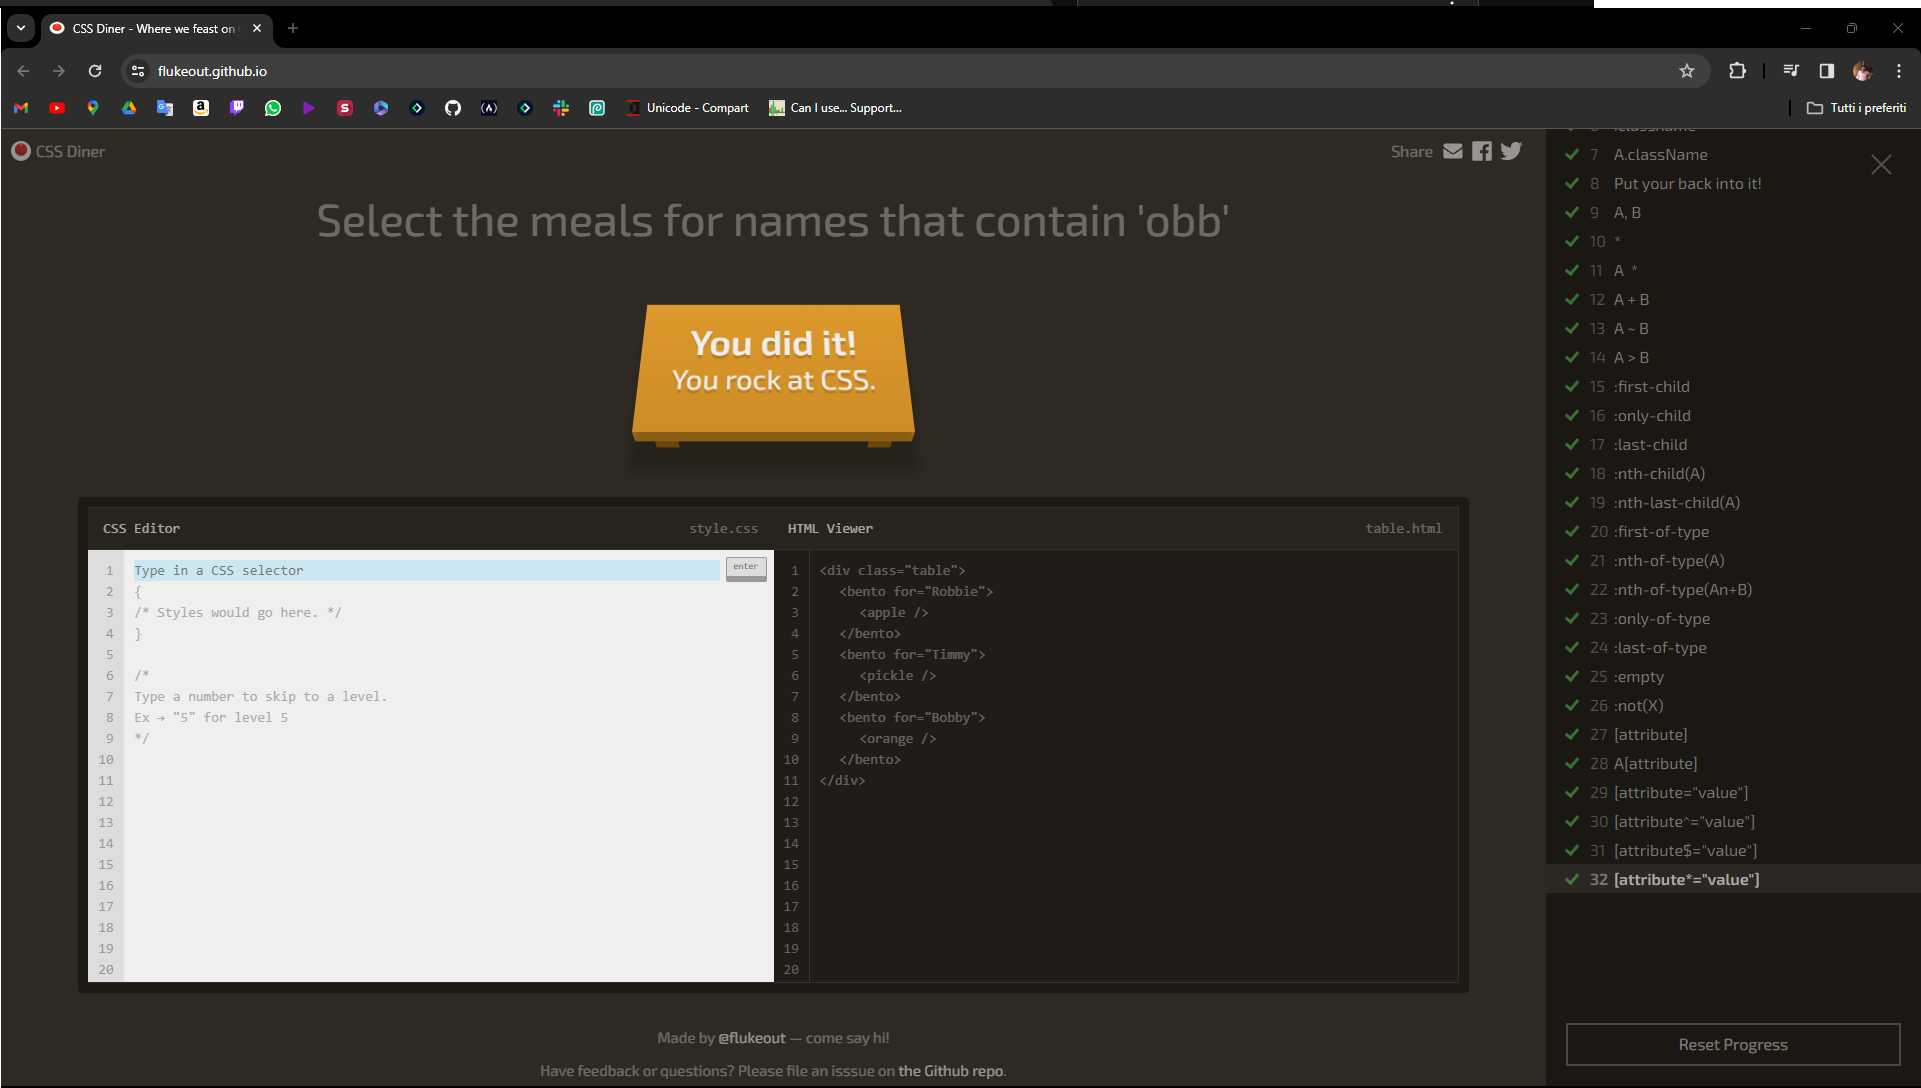 CSS Diner - Where we feast on
flukeout.github.io
Unicode - Compart
Can I use... Support...
Tutti i preferiti
CSS Diner
Share
Select the meals for names that contain 'obb'
You did it!
You rock at CSS.
CSS Editor
style.css
HTML Viewer
table.html
1 Type in a CSS selector
enter
2 {
3 /* Styles would go here. */
4 }
5
6 /*
7 Type a number to skip to a level.
8 Ex → "5" for level 5
9 */
10
11
12
13
14
15
16
17
18
19
20
1 <div class="table">
2 <bento for="Robbie">
3 <apple />
4 </bento>
5 <bento for="Timmy">
6 <pickle />
7 </bento>
8 <bento for="Bobby">
9 <orange />
10 </bento>
11 </div>
12
13
14
15
16
17
18
19
20
Made by @flukeout — come say hi!
Have feedback or questions? Please file an isssue on the Github repo.
✔ 7 A.className
✔ 8 Put your back into it!
✔ 9 A, B
✔ 10 *
✔ 11 A *
✔ 12 A + B
✔ 13 A ~ B
✔ 14 A > B
✔ 15 :first-child
✔ 16 :only-child
✔ 17 :last-child
✔ 18 :nth-child(A)
✔ 19 :nth-last-child(A)
✔ 20 :first-of-type
✔ 21 :nth-of-type(A)
✔ 22 :nth-of-type(An+B)
✔ 23 :only-of-type
✔ 24 :last-of-type
✔ 25 :empty
✔ 26 :not(X)
✔ 27 [attribute]
✔ 28 A[attribute]
✔ 29 [attribute="value"]
✔ 30 [attribute^="value"]
✔ 31 [attribute$="value"]
✔ 32 [attribute*="value"]
Reset Progress